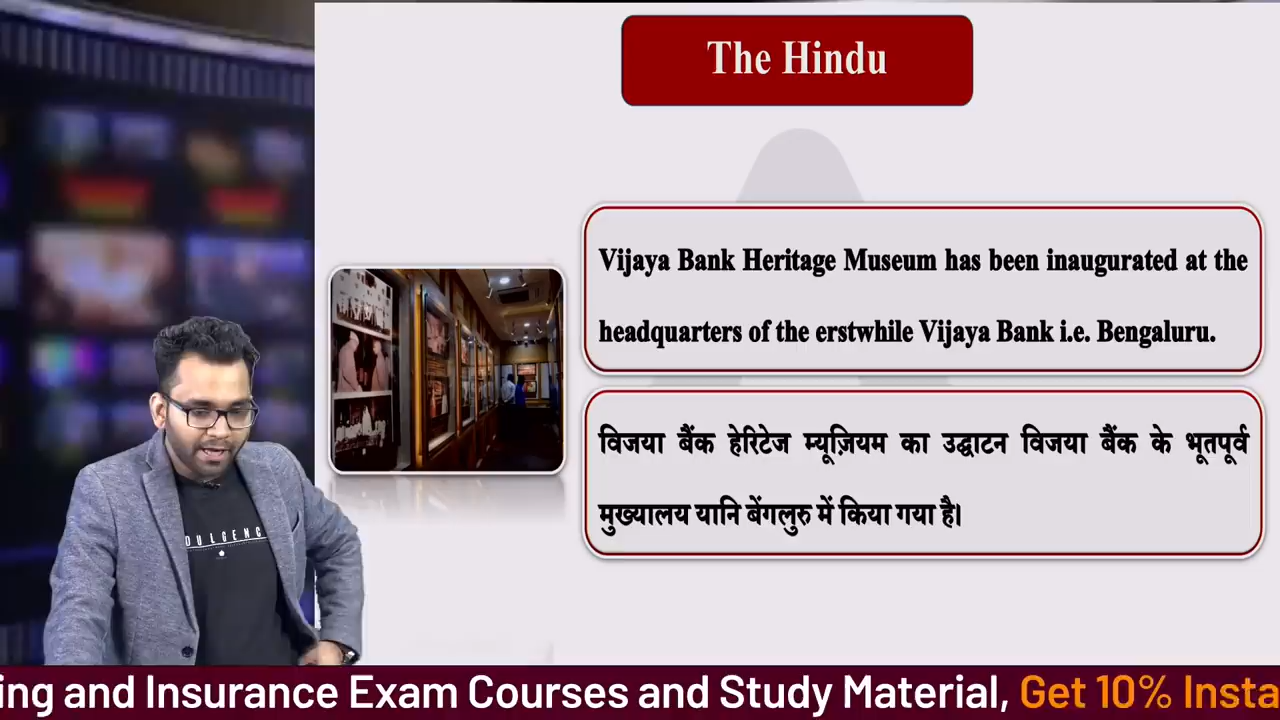 The Hindu
Vijaya Bank Heritage Museum has been inaugurated at the
headquarters of the erstwhile Vijaya Bank i.e. Bengaluru.
विजया बैंक हेरिटेज म्यूज़ियम का उद्घाटन विजया बैंक के भूतपूर्व
मुख्यालय यानि बेंगलुरु में किया गया है।
DULGENC
ing and Insurance Exam Courses and Study Material, Get 10% Insta